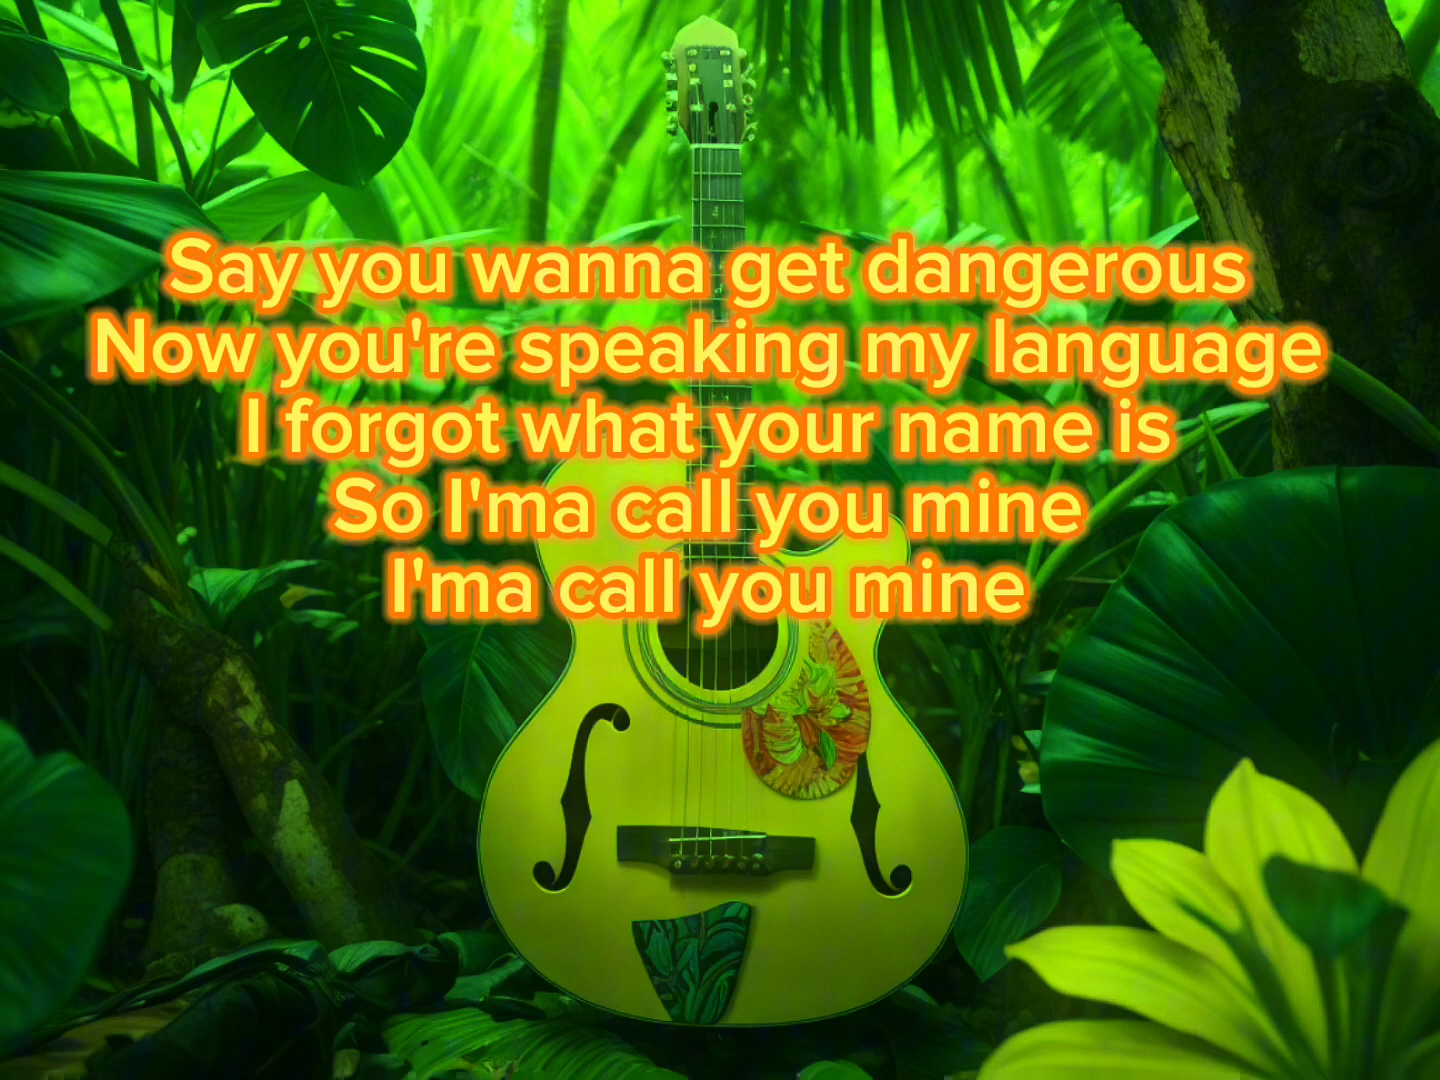 Say you wanna get dangerous
Now you're speaking my language
I forgot what your name is
So I'ma call you mine
I'ma call you mine